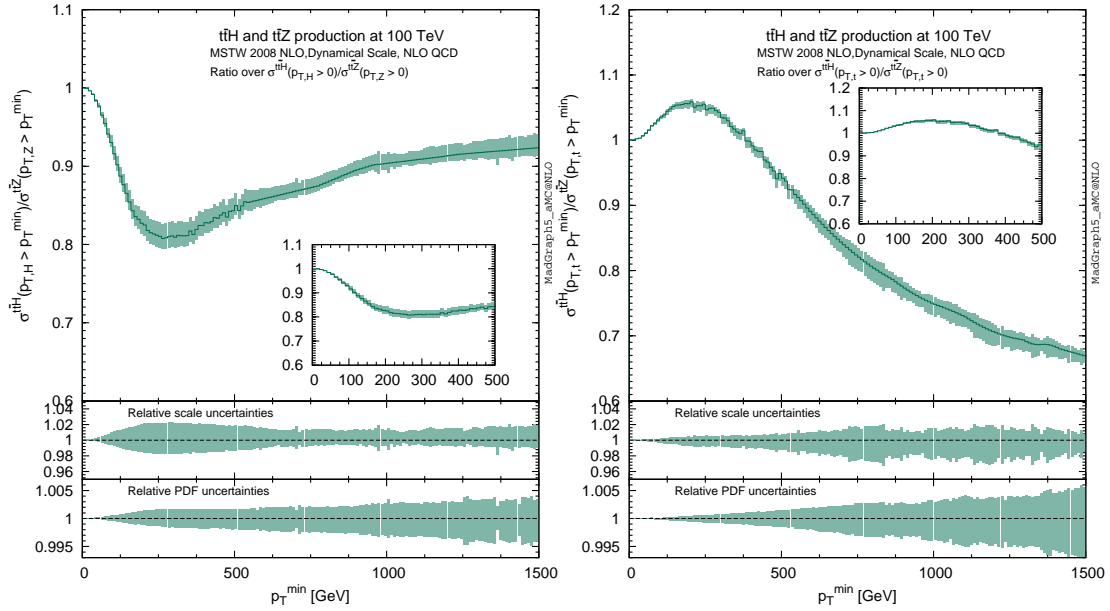 tt̄H and tt̄Z production at 100 TeV
MSTW 2008 NLO,Dynamical Scale, NLO QCD
Ratio over σ^tt̄H(p_T,H > 0)/σ^tt̄Z(p_T,Z > 0)
σ^tt̄H(p_T,H > p_T^min)/σ^tt̄Z(p_T,Z > p_T^min)
1.1
1
0.9
0.8
0.7
0.6
1.1
1
0.9
0.8
0.7
0.6
0 100 200 300 400 500
MadGraph5_aMC@NLO
Relative scale uncertainties
1.04
1.02
1
0.98
0.96
Relative PDF uncertainties
1.005
1
0.995
0 500 1000 1500
p_T^min [GeV]
tt̄H and tt̄Z production at 100 TeV
MSTW 2008 NLO,Dynamical Scale, NLO QCD
Ratio over σ^tt̄H(p_T,t > 0)/σ^tt̄Z(p_T,t > 0)
σ^tt̄H(p_T,t > p_T^min)/σ^tt̄Z(p_T,t > p_T^min)
1.2
1.1
1
0.9
0.8
0.7
0.6
1.2
1.1
1
0.9
0.8
0.7
0.6
0 100 200 300 400 500
MadGraph5_aMC@NLO
Relative scale uncertainties
1.04
1.02
1
0.98
0.96
Relative PDF uncertainties
1.005
1
0.995
0 500 1000 1500
p_T^min [GeV]